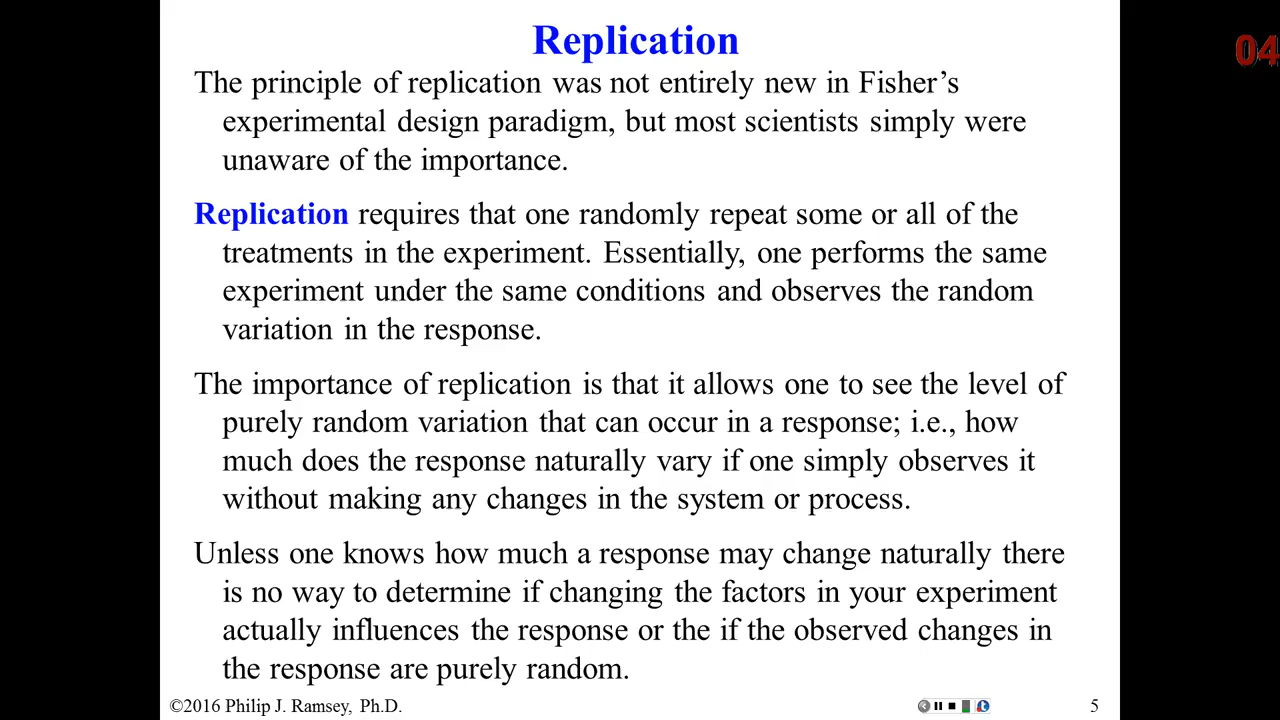 Replication
04
The principle of replication was not entirely new in Fisher’s
experimental design paradigm, but most scientists simply were
unaware of the importance.
Replication requires that one randomly repeat some or all of the
treatments in the experiment. Essentially, one performs the same
experiment under the same conditions and observes the random
variation in the response.
The importance of replication is that it allows one to see the level of
purely random variation that can occur in a response; i.e., how
much does the response naturally vary if one simply observes it
without making any changes in the system or process.
Unless one knows how much a response may change naturally there
is no way to determine if changing the factors in your experiment
actually influences the response or the if the observed changes in
the response are purely random.
©2016 Philip J. Ramsey, Ph.D.
5